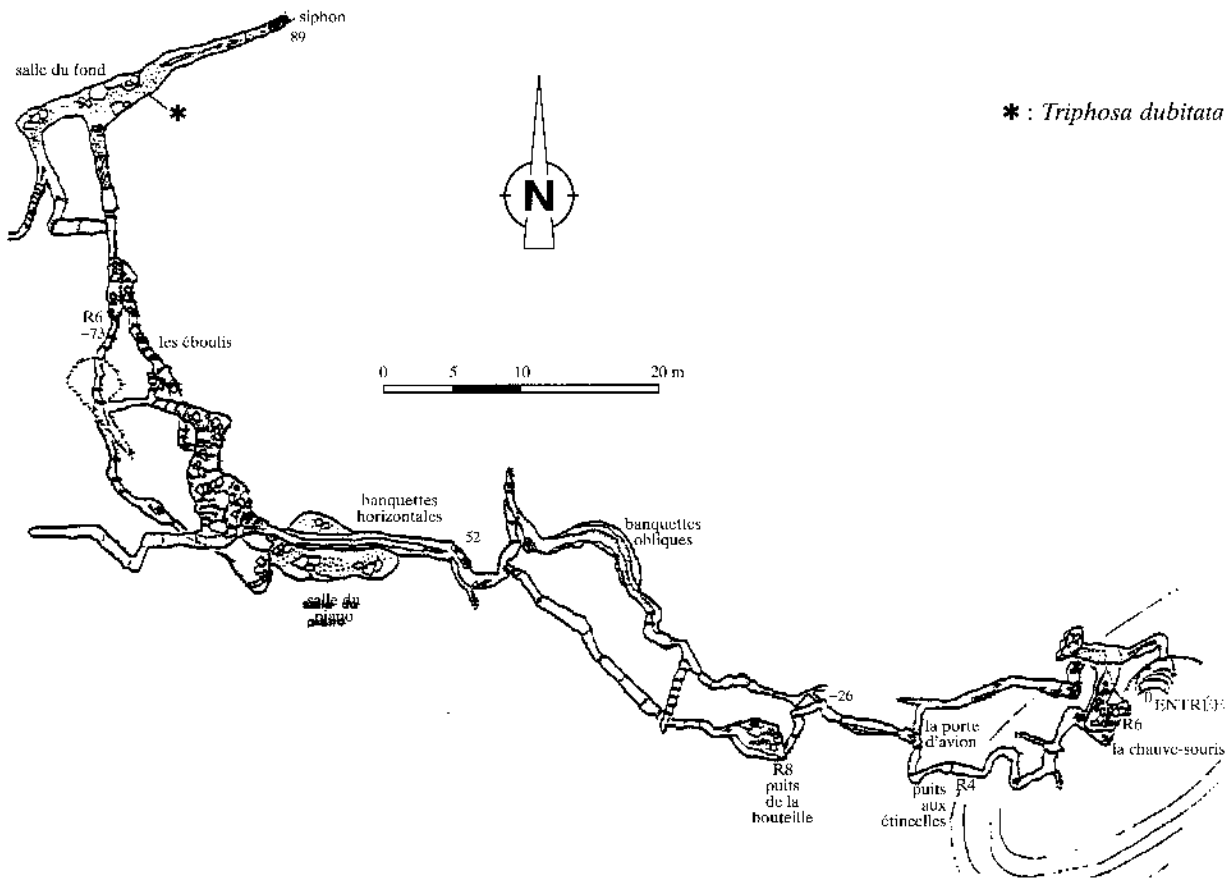 siphon
89
salle du fond
*
* : Triphosa dubitata
N
R6
-73
les éboulis
0 5 10 20 m
banquettes
horizontales
52
banquettes
obliques
salle du
piano
-26
la porte
d'avion
0
ENTRÉE
R6
la chauve-souris
R4
R8
puits
de la
bouteille
puits
aux
étincelles